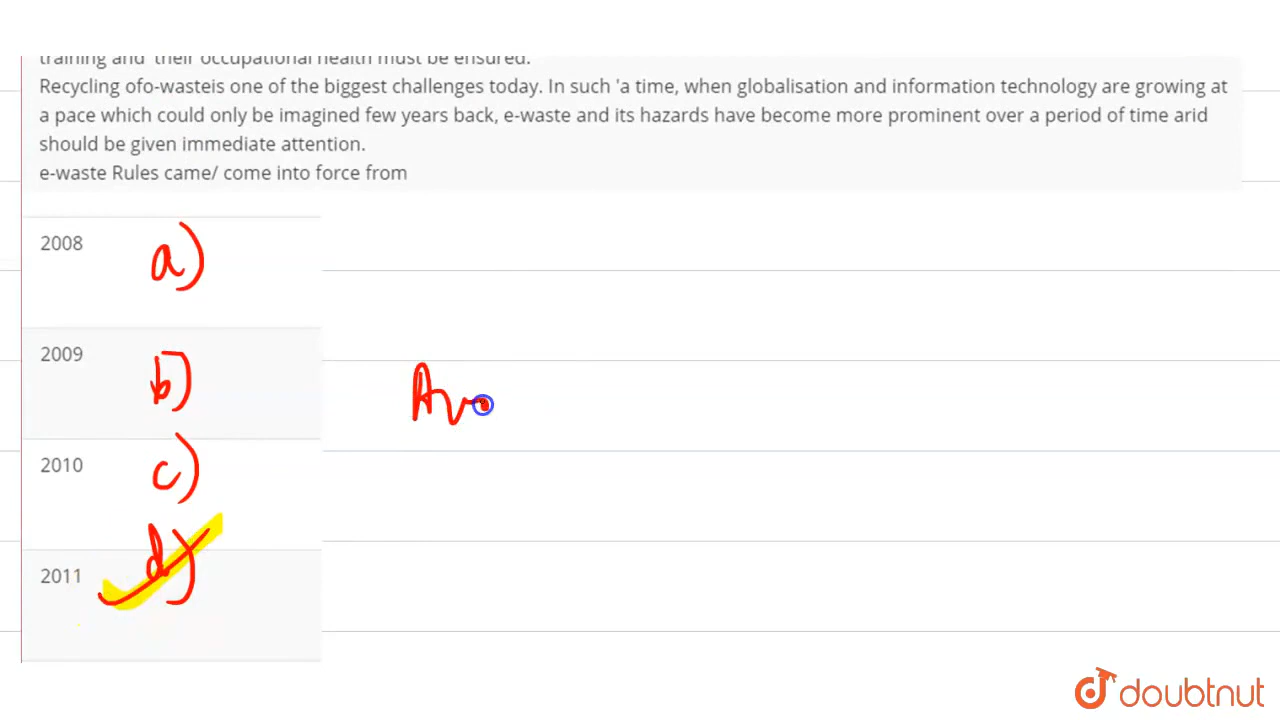 training and 'their occupational health must be ensured.
Recycling ofo-wasteis one of the biggest challenges today. In such 'a time, when globalisation and information technology are growing at
a pace which could only be imagined few years back, e-waste and its hazards have become more prominent over a period of time arid
should be given immediate attention.
e-waste Rules came/ come into force from
2008 a)
2009 b)
2010 c)
2011 d)
doubtnut